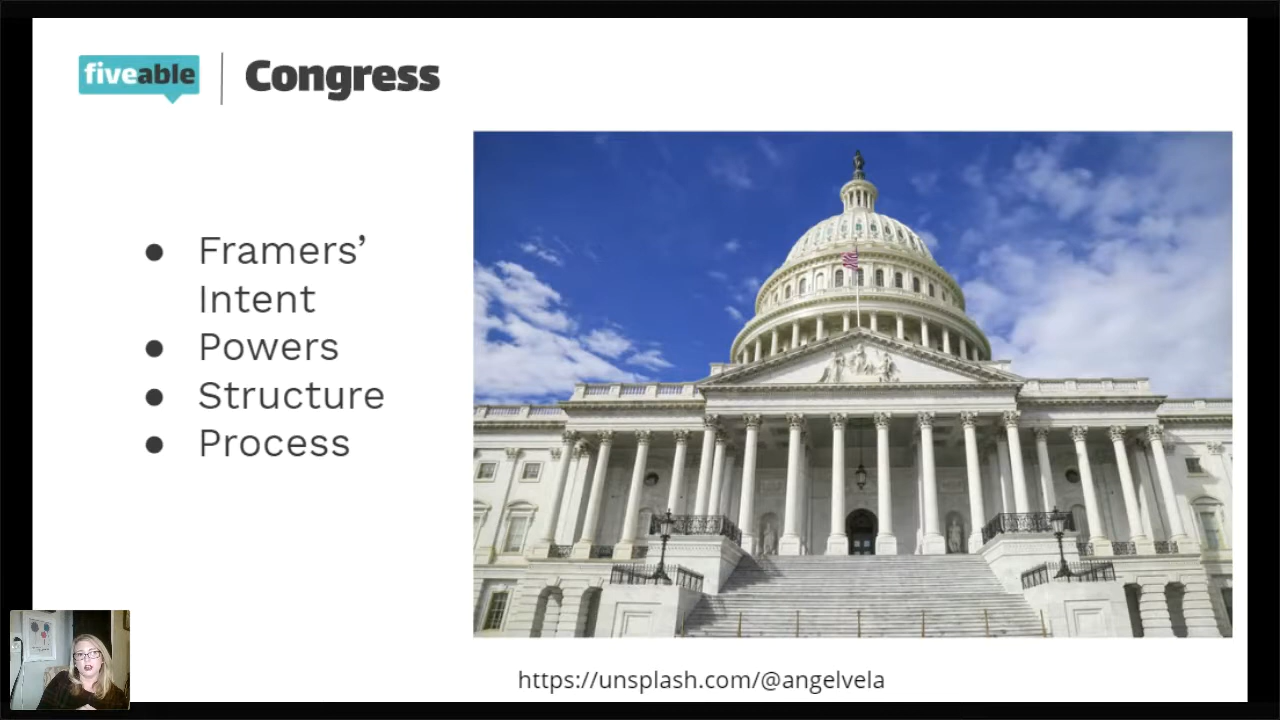 fiveable
Congress
● Framers’
Intent
● Powers
● Structure
● Process
https://unsplash.com/@angelvela